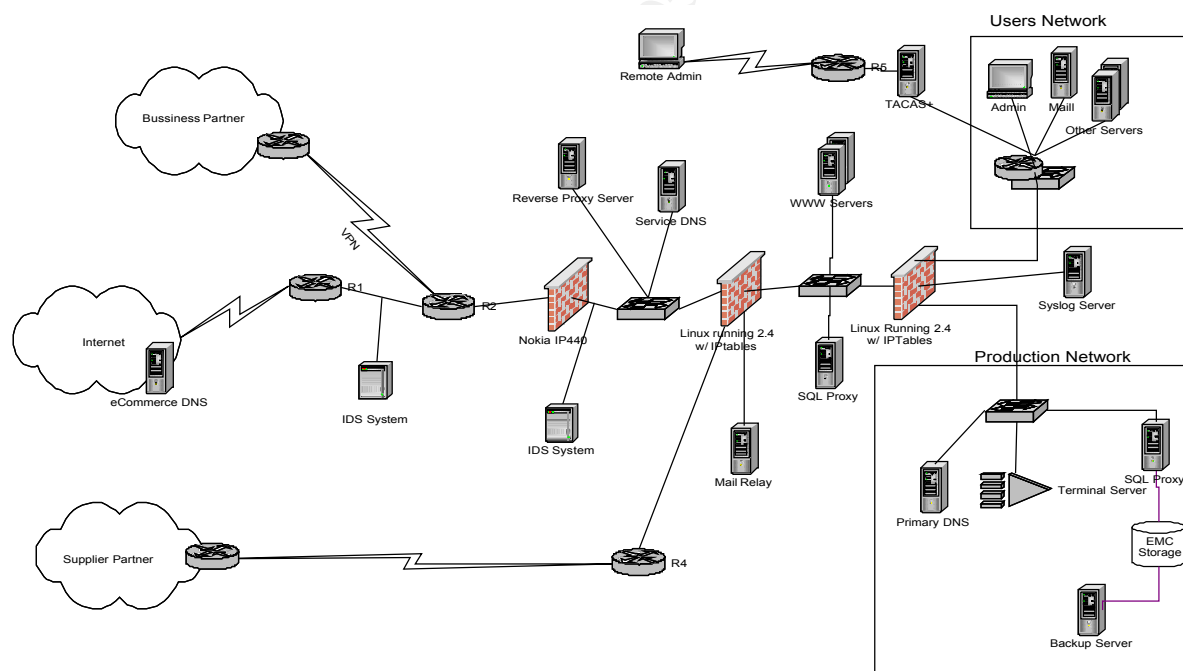 Users Network
Remote Admin
R5
TACAS+
Admin
Maill
Other Servers
Bussiness Partner
Reverse Proxy Server
Service DNS
WWW Servers
VPN
R1
R2
Nokia IP440
Linux running 2.4
w/ IPtables
Linux Running 2.4
w/ IPTables
Syslog Server
Internet
eCommerce DNS
IDS System
IDS System
SQL Proxy
Mail Relay
Production Network
SQL Proxy
Terminal Server
Primary DNS
EMC
Storage
Backup Server
Supplier Partner
R4